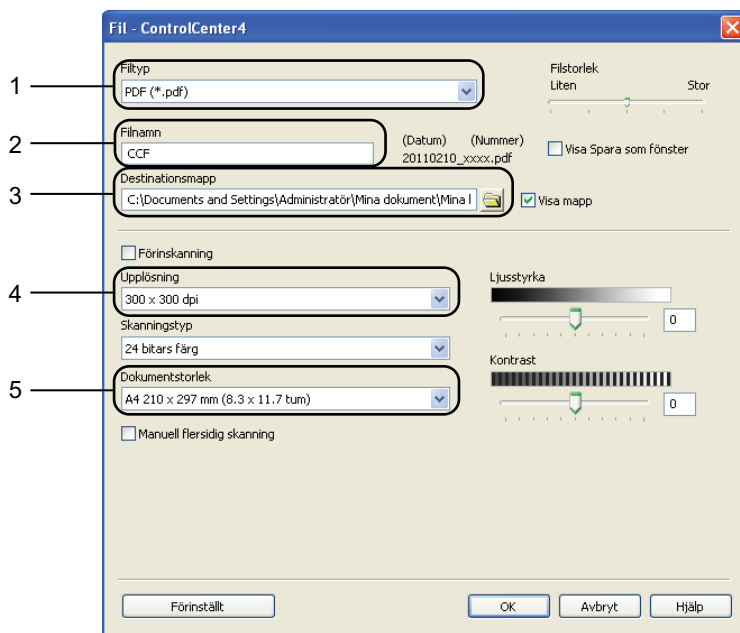 Fil - ControlCenter4
1
Filtyp
PDF (*.pdf)
Filstorlek
Liten Stor
2
Filnamn
CCF
(Datum) (Nummer)
20110210_xxxx.pdf
Visa Spara som fönster
3
Destinationsmapp
C:\Documents and Settings\Administratör\Mina dokument\Mina l
Visa mapp
Förinskanning
4
Upplösning
300 x 300 dpi
Ljusstyrka
0
Skanningstyp
24 bitars färg
5
Dokumentstorlek
A4 210 x 297 mm (8.3 x 11.7 tum)
Kontrast
0
Manuell flersidig skanning
Förinställt
OK
Avbryt
Hjälp